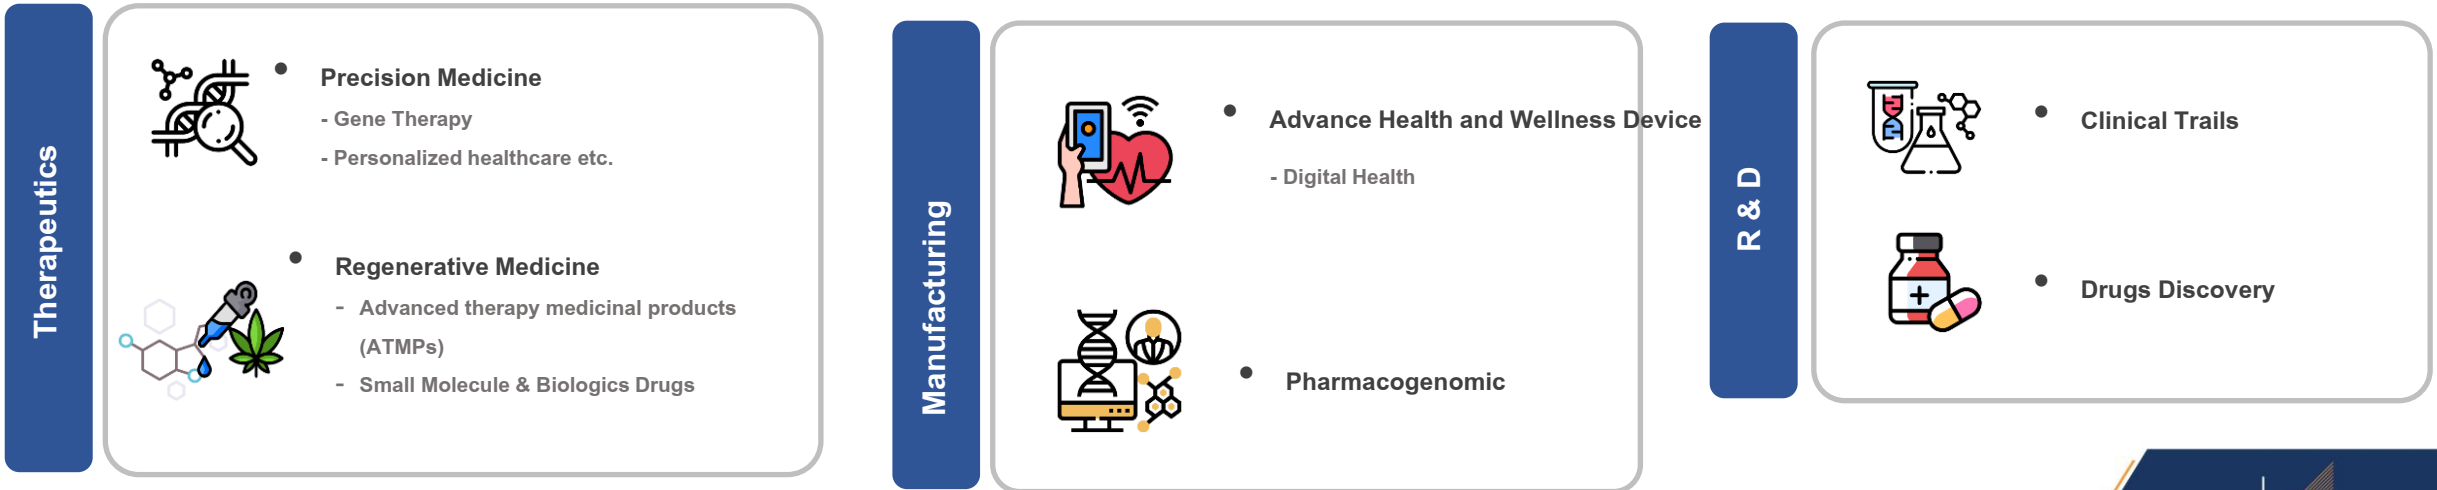 Therapeutics
• Precision Medicine
- Gene Therapy
- Personalized healthcare etc.
• Regenerative Medicine
- Advanced therapy medicinal products
(ATMPs)
- Small Molecule & Biologics Drugs
Manufacturing
• Advance Health and Wellness Device
- Digital Health
• Pharmacogenomic
R & D
• Clinical Trails
• Drugs Discovery